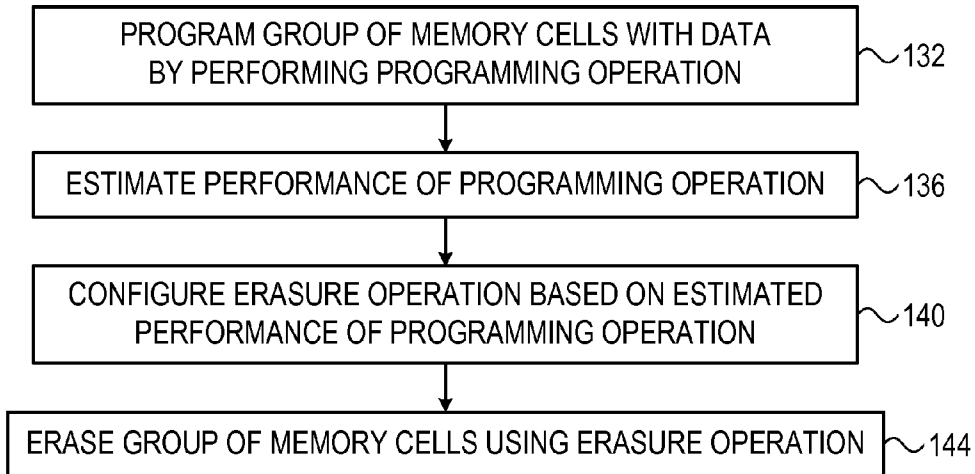 PROGRAM GROUP OF MEMORY CELLS WITH DATA
BY PERFORMING PROGRAMMING OPERATION
132
ESTIMATE PERFORMANCE OF PROGRAMMING OPERATION
136
CONFIGURE ERASURE OPERATION BASED ON ESTIMATED
PERFORMANCE OF PROGRAMMING OPERATION
140
ERASE GROUP OF MEMORY CELLS USING ERASURE OPERATION
144